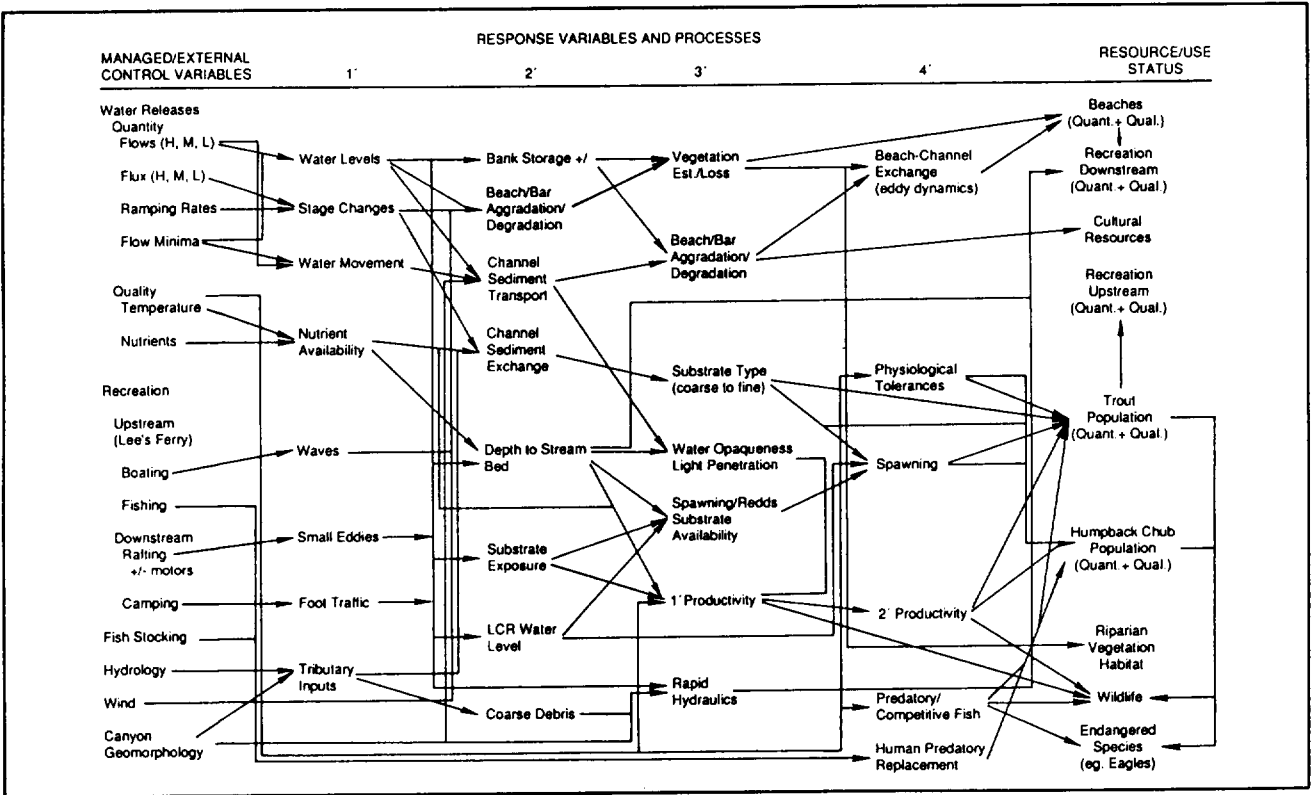 RESPONSE VARIABLES AND PROCESSES
MANAGED/EXTERNAL
CONTROL VARIABLES
1'
2'
3'
4'
RESOURCE/USE
STATUS
Water Releases
Quantity
Flows (H, M, L)
Flux (H, M, L)
Ramping Rates
Flow Minima
Quality
Temperature
Nutrients
Recreation
Upstream
(Lee's Ferry)
Boating
Fishing
Downstream
Rafting
+/- motors
Camping
Fish Stocking
Hydrology
Wind
Canyon
Geomorphology
Water Levels
Stage Changes
Water Movement
Nutrient
Availability
Waves
Small Eddies
Foot Traffic
Tributary
Inputs
Bank Storage +/
Beach/Bar
Aggradation/
Degradation
Channel
Sediment
Transport
Channel
Sediment
Exchange
Depth to Stream
Bed
Substrate
Exposure
LCR Water
Level
Coarse Debris
Vegetation
Est./Loss
Beach/Bar
Aggradation/
Degradation
Substrate Type
(coarse to fine)
Water Opaqueness
Light Penetration
Spawning/Redds
Substrate
Availability
1' Productivity
Rapid
Hydraulics
Beach-Channel
Exchange
(eddy dynamics)
Physiological
Tolerances
Spawning
2' Productivity
Predatory/
Competitive Fish
Human Predatory
Replacement
Beaches
(Quant.+ Qual.)
Recreation
Downstream
(Quant.+ Qual.)
Cultural
Resources
Recreation
Upstream
(Quant.+ Qual.)
Trout
Population
(Quant.+ Qual.)
Humpback Chub
Population
(Quant.+ Qual.)
Riparian
Vegetation
Habitat
Wildlife
Endangered
Species
(eg. Eagles)